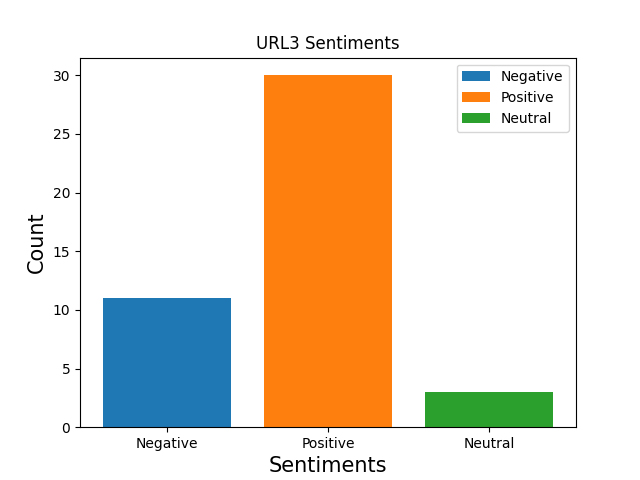 URL3 Sentiments
Negative
Positive
Neutral
30
25
20
15
10
5
0
Count
Negative Positive Neutral
Sentiments